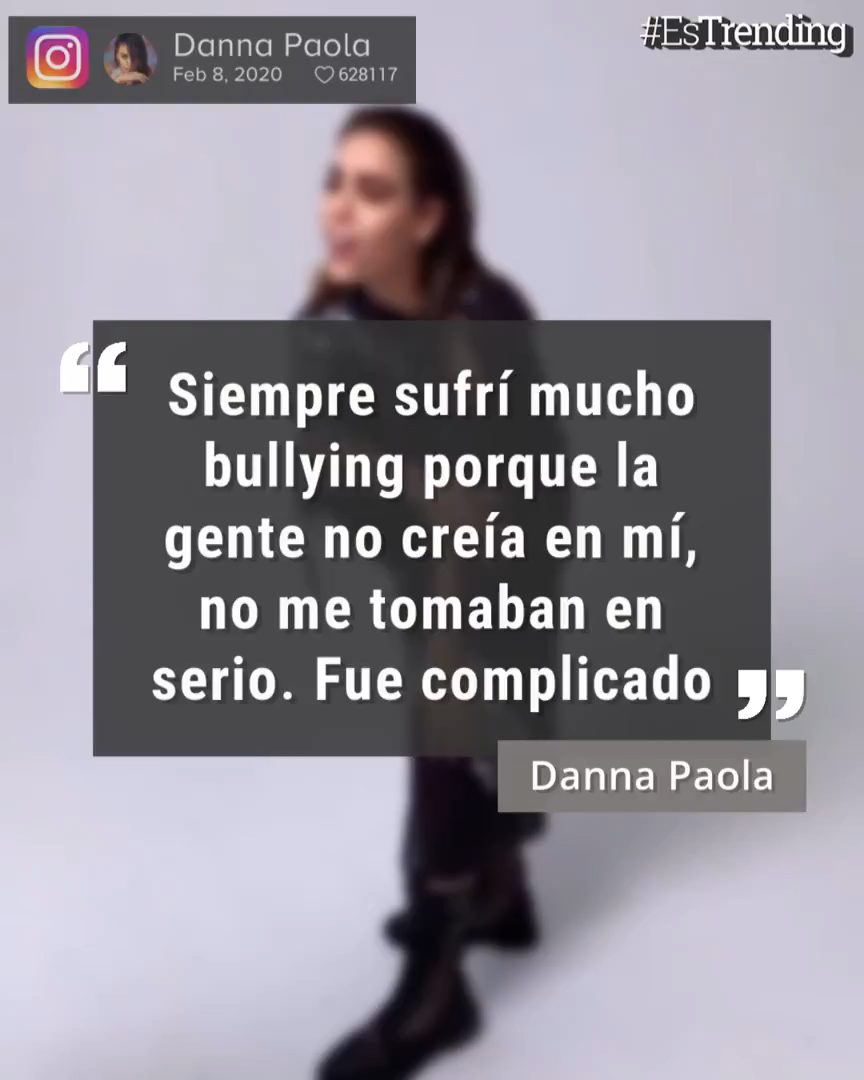 Danna Paola
Feb 8, 2020 628117
#EsTrending
“Siempre sufrí mucho
bullying porque la
gente no creía en mí,
no me tomaban en
serio. Fue complicado”
Danna Paola